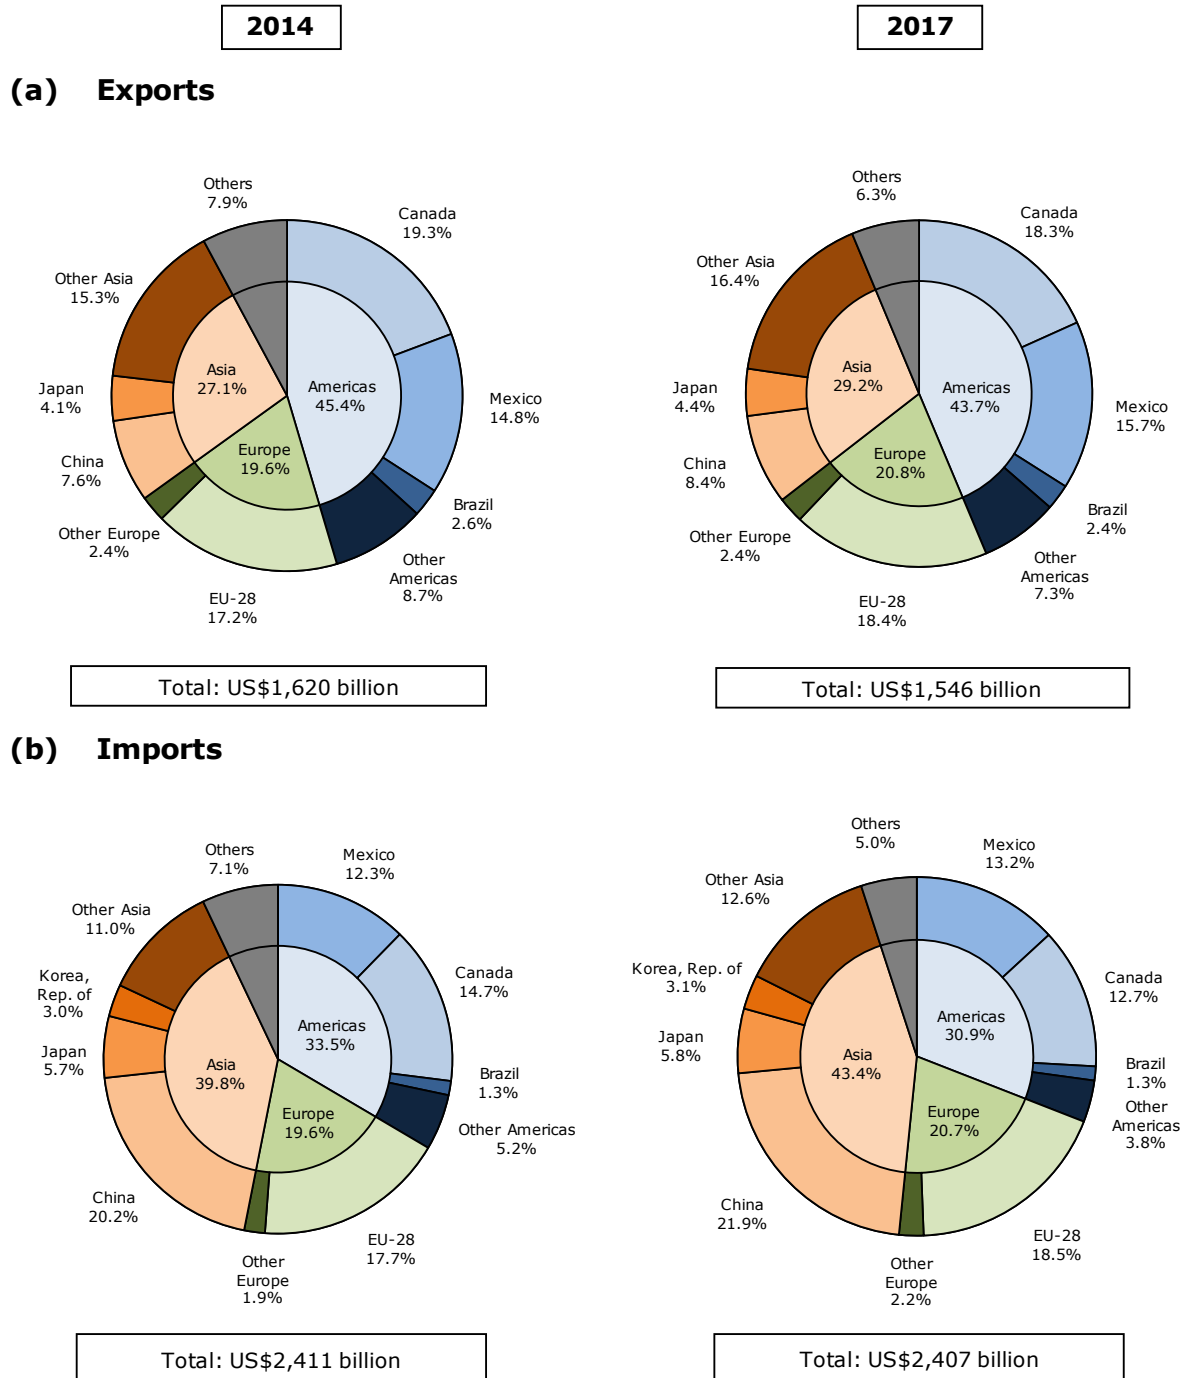 2014
2017
(a) Exports
Others
7.9%
Canada
19.3%
Other Asia
15.3%
Asia
27.1%
Americas
45.4%
Japan
4.1%
Mexico
14.8%
Europe
19.6%
China
7.6%
Brazil
2.6%
Other Europe
2.4%
Other
Americas
8.7%
EU-28
17.2%
Total: US$1,620 billion
Others
6.3%
Canada
18.3%
Other Asia
16.4%
Asia
29.2%
Americas
43.7%
Japan
4.4%
Mexico
15.7%
Europe
20.8%
China
8.4%
Brazil
2.4%
Other Europe
2.4%
Other
Americas
7.3%
EU-28
18.4%
Total: US$1,546 billion
(b) Imports
Others
7.1%
Mexico
12.3%
Other Asia
11.0%
Korea,
Rep. of
3.0%
Canada
14.7%
Americas
33.5%
Japan
5.7%
Asia
39.8%
Brazil
1.3%
Europe
19.6%
Other Americas
5.2%
China
20.2%
EU-28
17.7%
Other
Europe
1.9%
Total: US$2,411 billion
Others
5.0%
Mexico
13.2%
Other Asia
12.6%
Korea, Rep. of
3.1%
Canada
12.7%
Americas
30.9%
Japan
5.8%
Asia
43.4%
Brazil
1.3%
Europe
20.7%
Other
Americas
3.8%
China
21.9%
EU-28
18.5%
Other
Europe
2.2%
Total: US$2,407 billion